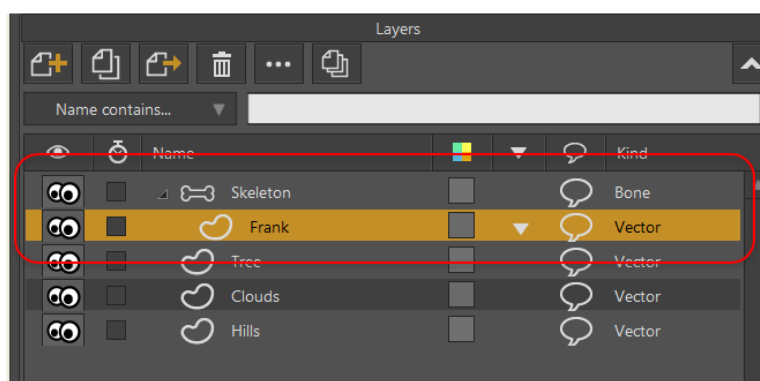 Layers
Name contains...
Name Kind
Skeleton Bone
Frank Vector
Tree Vector
Clouds Vector
Hills Vector